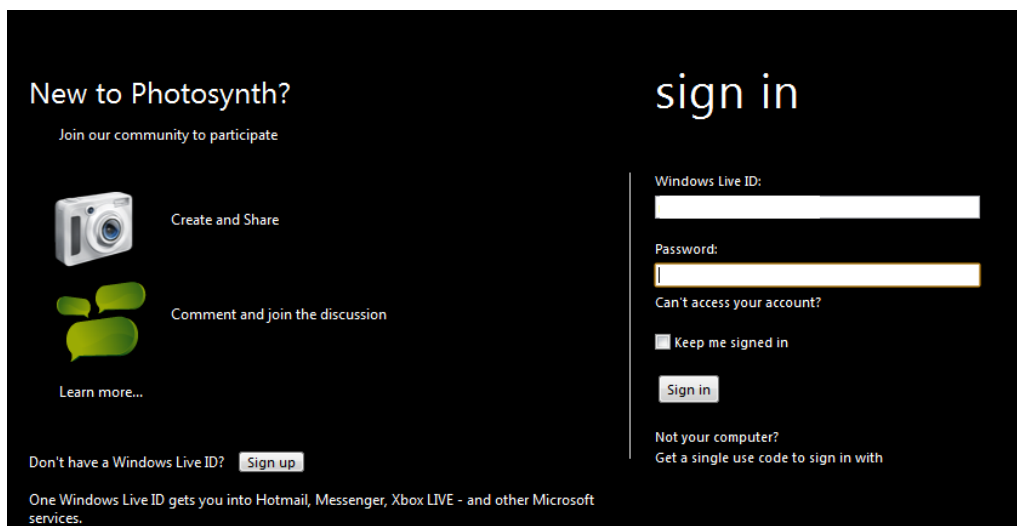 New to Photosynth?
Join our community to participate
Create and Share
Comment and join the discussion
Learn more...
Don't have a Windows Live ID? Sign up
One Windows Live ID gets you into Hotmail, Messenger, Xbox LIVE - and other Microsoft
services.
sign in
Windows Live ID:
Password:
Can't access your account?
Keep me signed in
Sign in
Not your computer?
Get a single use code to sign in with